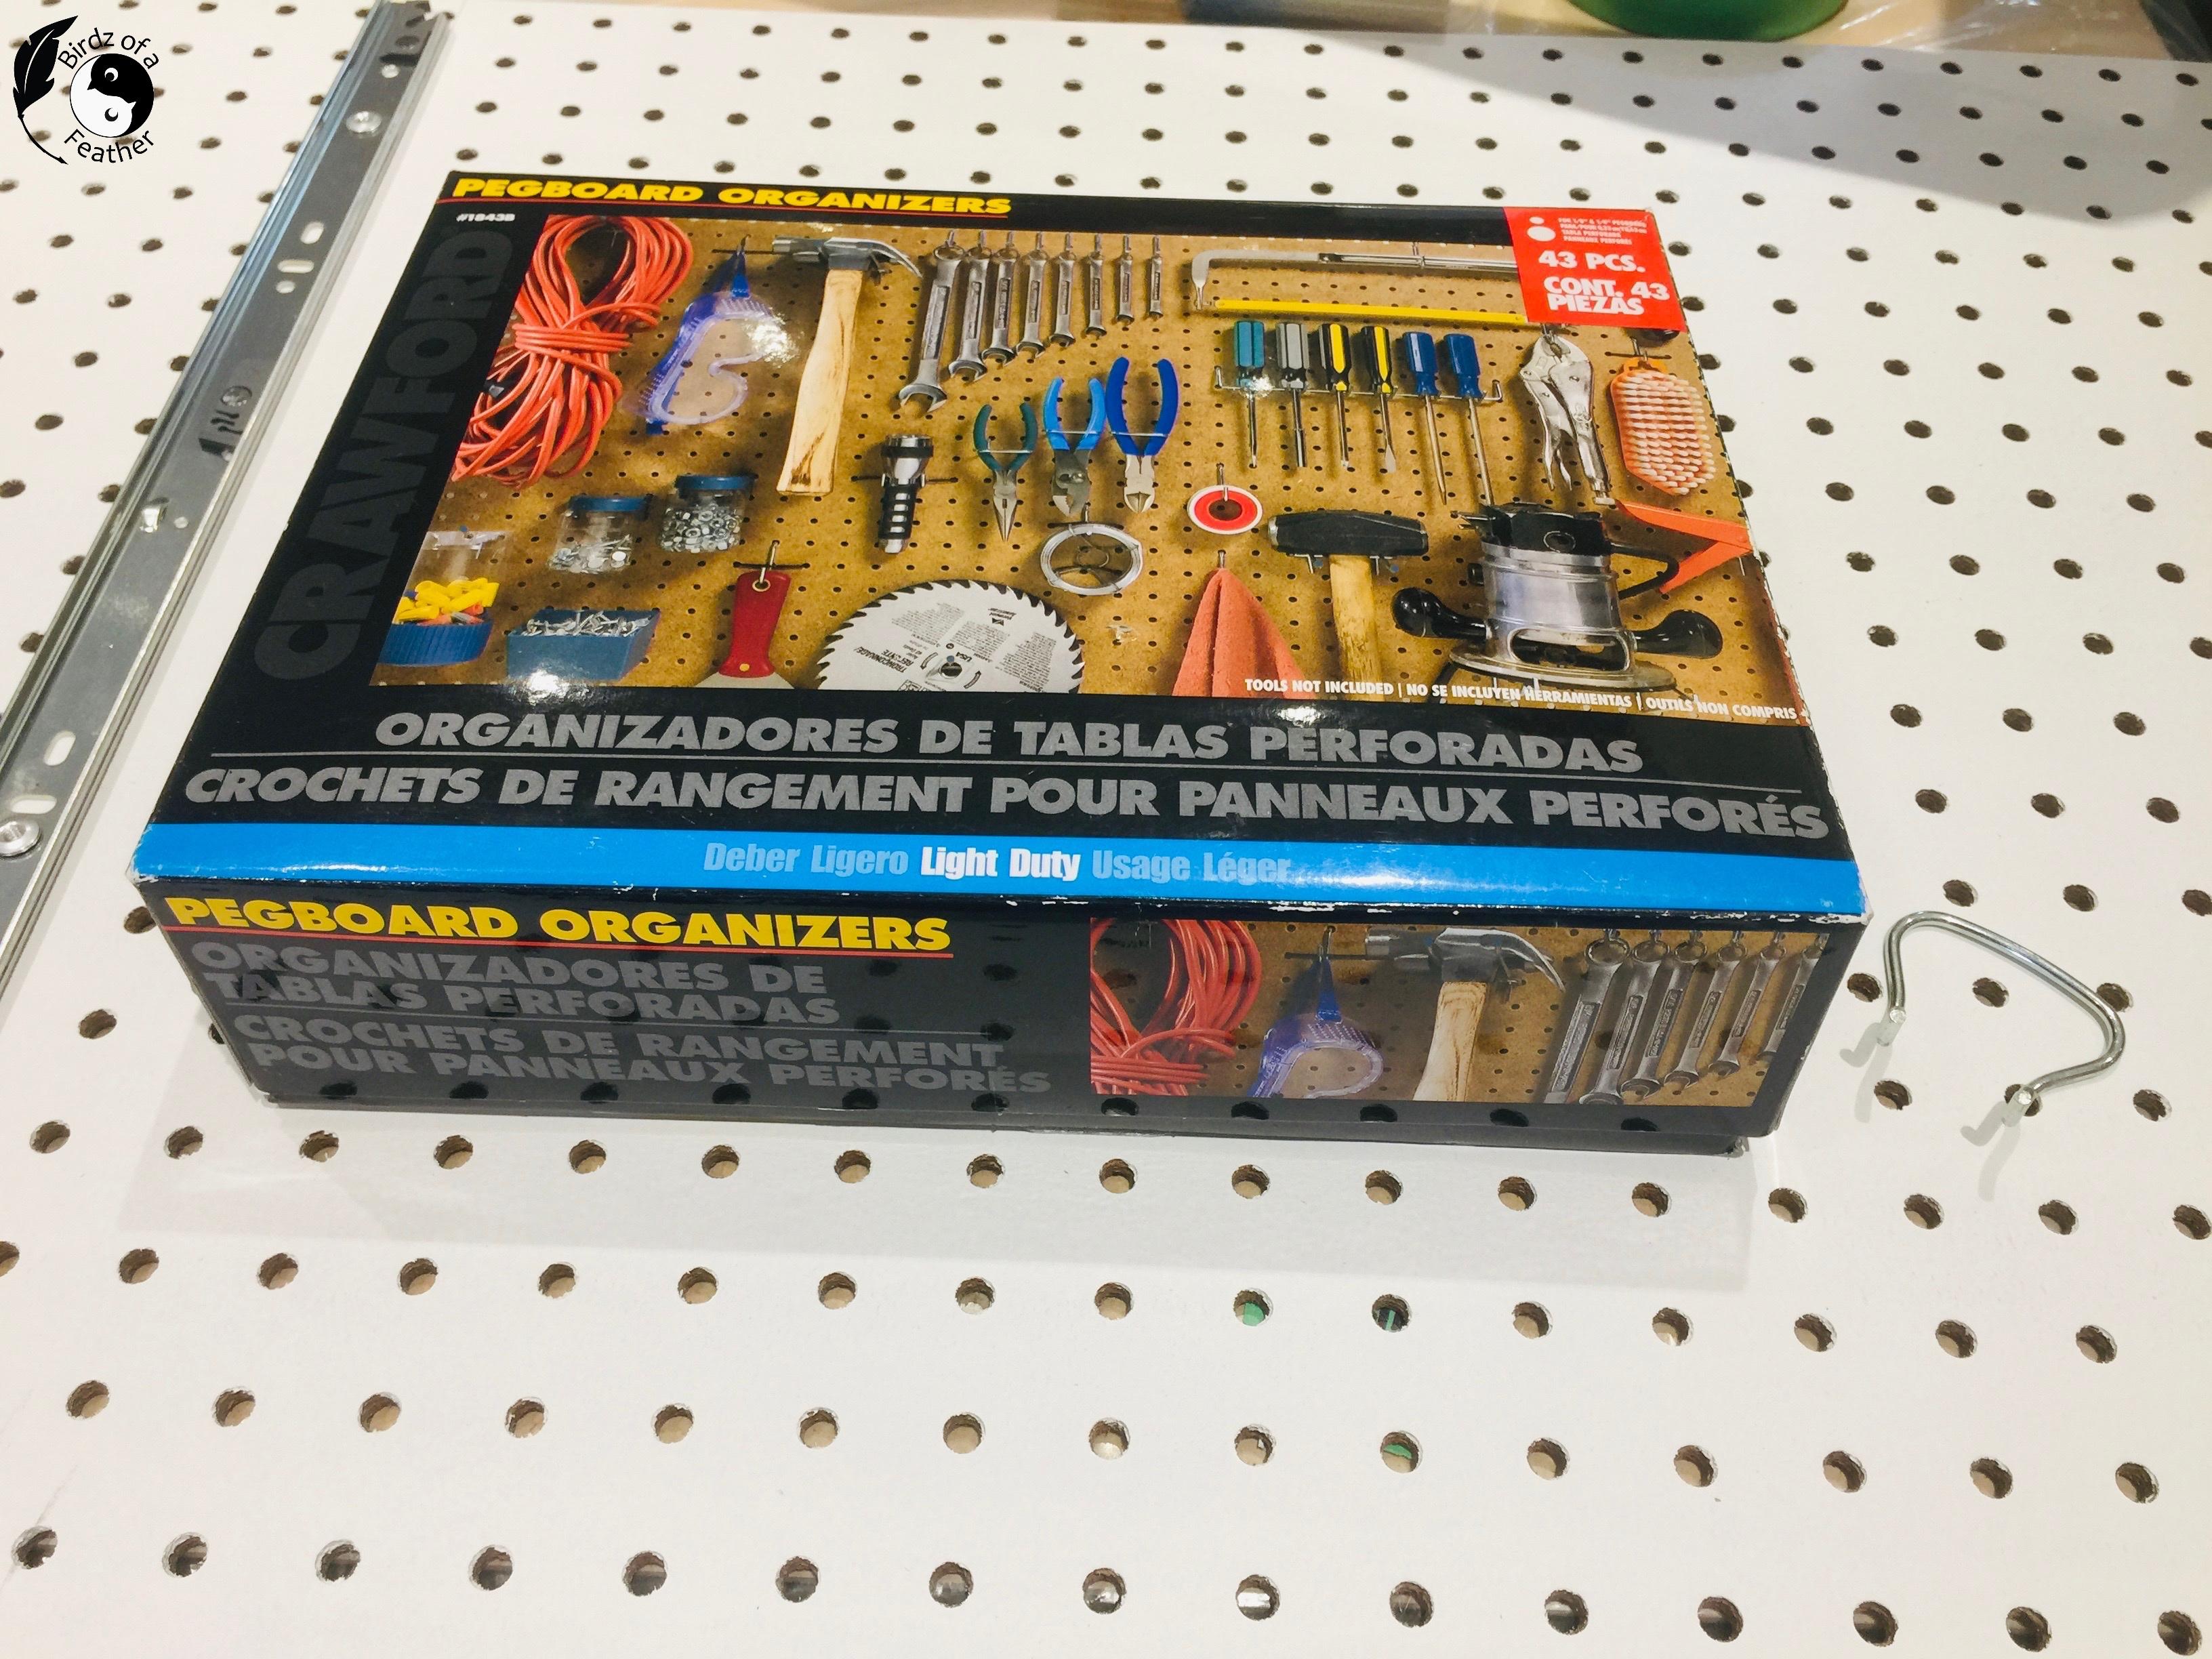 Birdz of a
Feather
PEGBOARD ORGANIZERS
#18438
CRAWFORD
43 PCS.
CONT. 43
PIEZAS
TOOLS NOT INCLUDED | NO SE INCLUYEN HERRAMIENTAS | OUTILS NON COMPRIS
ORGANIZADORES DE TABLAS PERFORADAS
CROCHETS DE RANGEMENT POUR PANNEAUX PERFORÉS
Deber Ligero Light Duty Usage Léger
PEGBOARD ORGANIZERS
ORGANIZADORES DE
TABLAS PERFORADAS
CROCHETS DE RANGEMENT
POUR PANNEAUX PERFORÉS